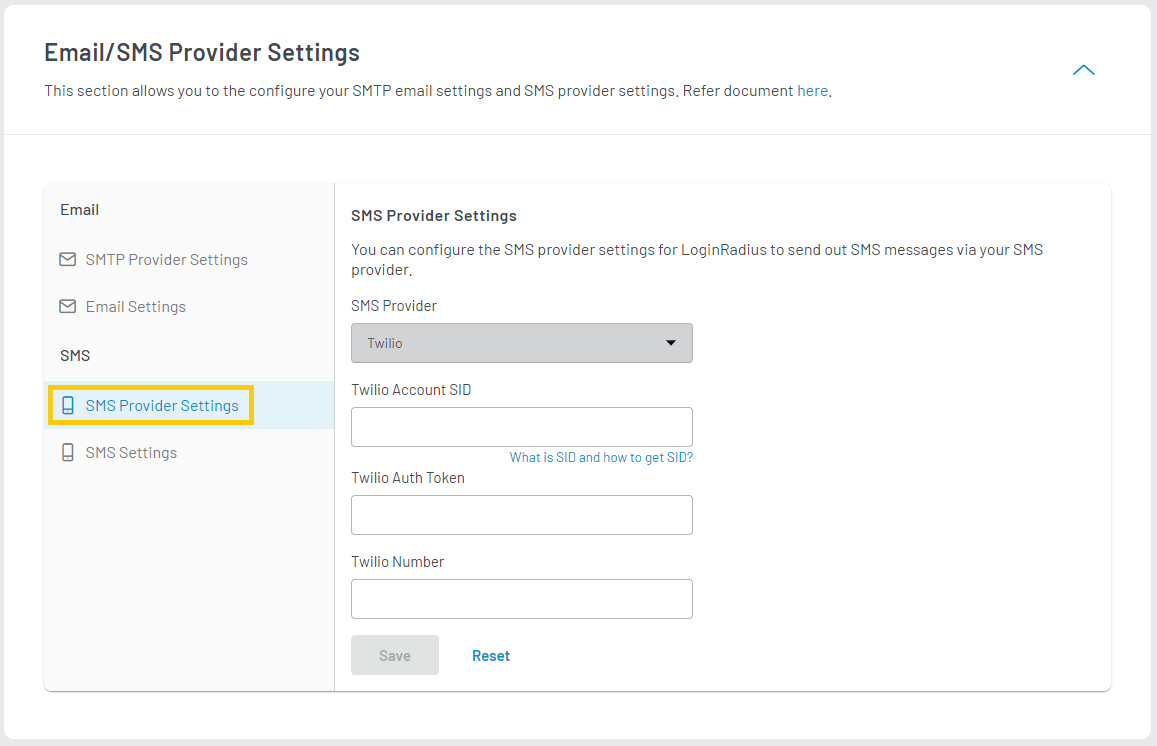 Email/SMS Provider Settings
This section allows you to the configure your SMTP email settings and SMS provider settings. Refer document here.
Email
SMTP Provider Settings
Email Settings
SMS
SMS Provider Settings
SMS Settings
SMS Provider Settings
You can configure the SMS provider settings for LoginRadius to send out SMS messages via your SMS
provider.
SMS Provider
Twilio
Twilio Account SID
What is SID and how to get SID?
Twilio Auth Token
Twilio Number
Save
Reset